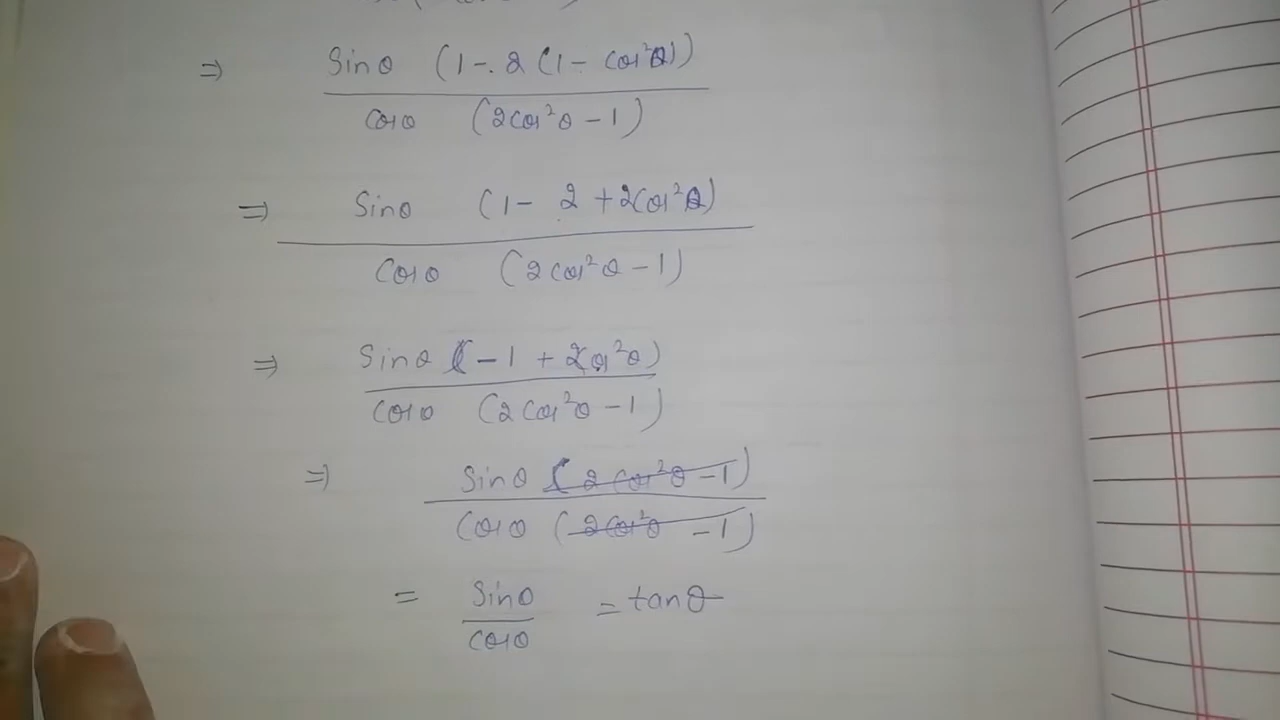 ⇒ Sinθ (1-2(1-cos²θ))
cosθ (2cos²θ-1)
⇒ Sinθ (1-2+2cos²θ)
cosθ (2cos²θ-1)
⇒ Sinθ (-1+2cos²θ)
cosθ (2cos²θ-1)
⇒ Sinθ (2cos²θ-1)
cosθ (2cos²θ-1)
= Sinθ = tanθ
cosθ